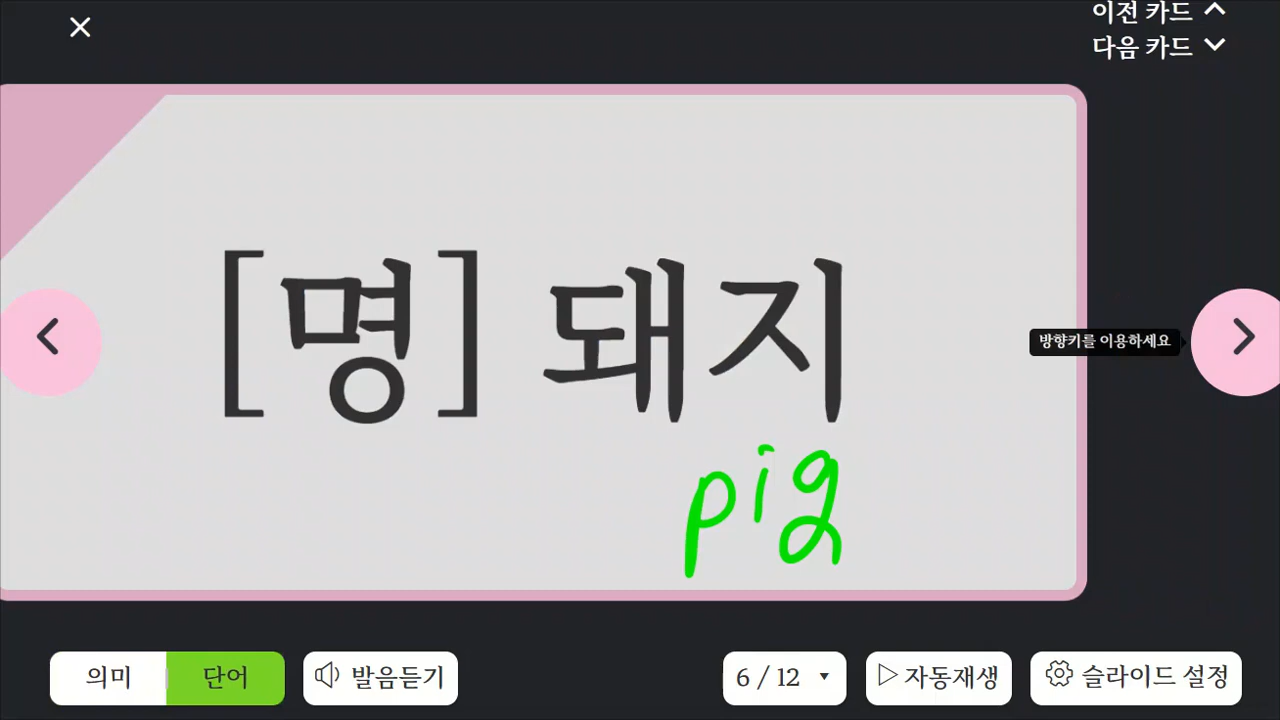 이전 카드
다음 카드
[명] 돼지
방향키를 이용하세요
pig
의미
단어
발음듣기
6 / 12
자동재생
슬라이드 설정